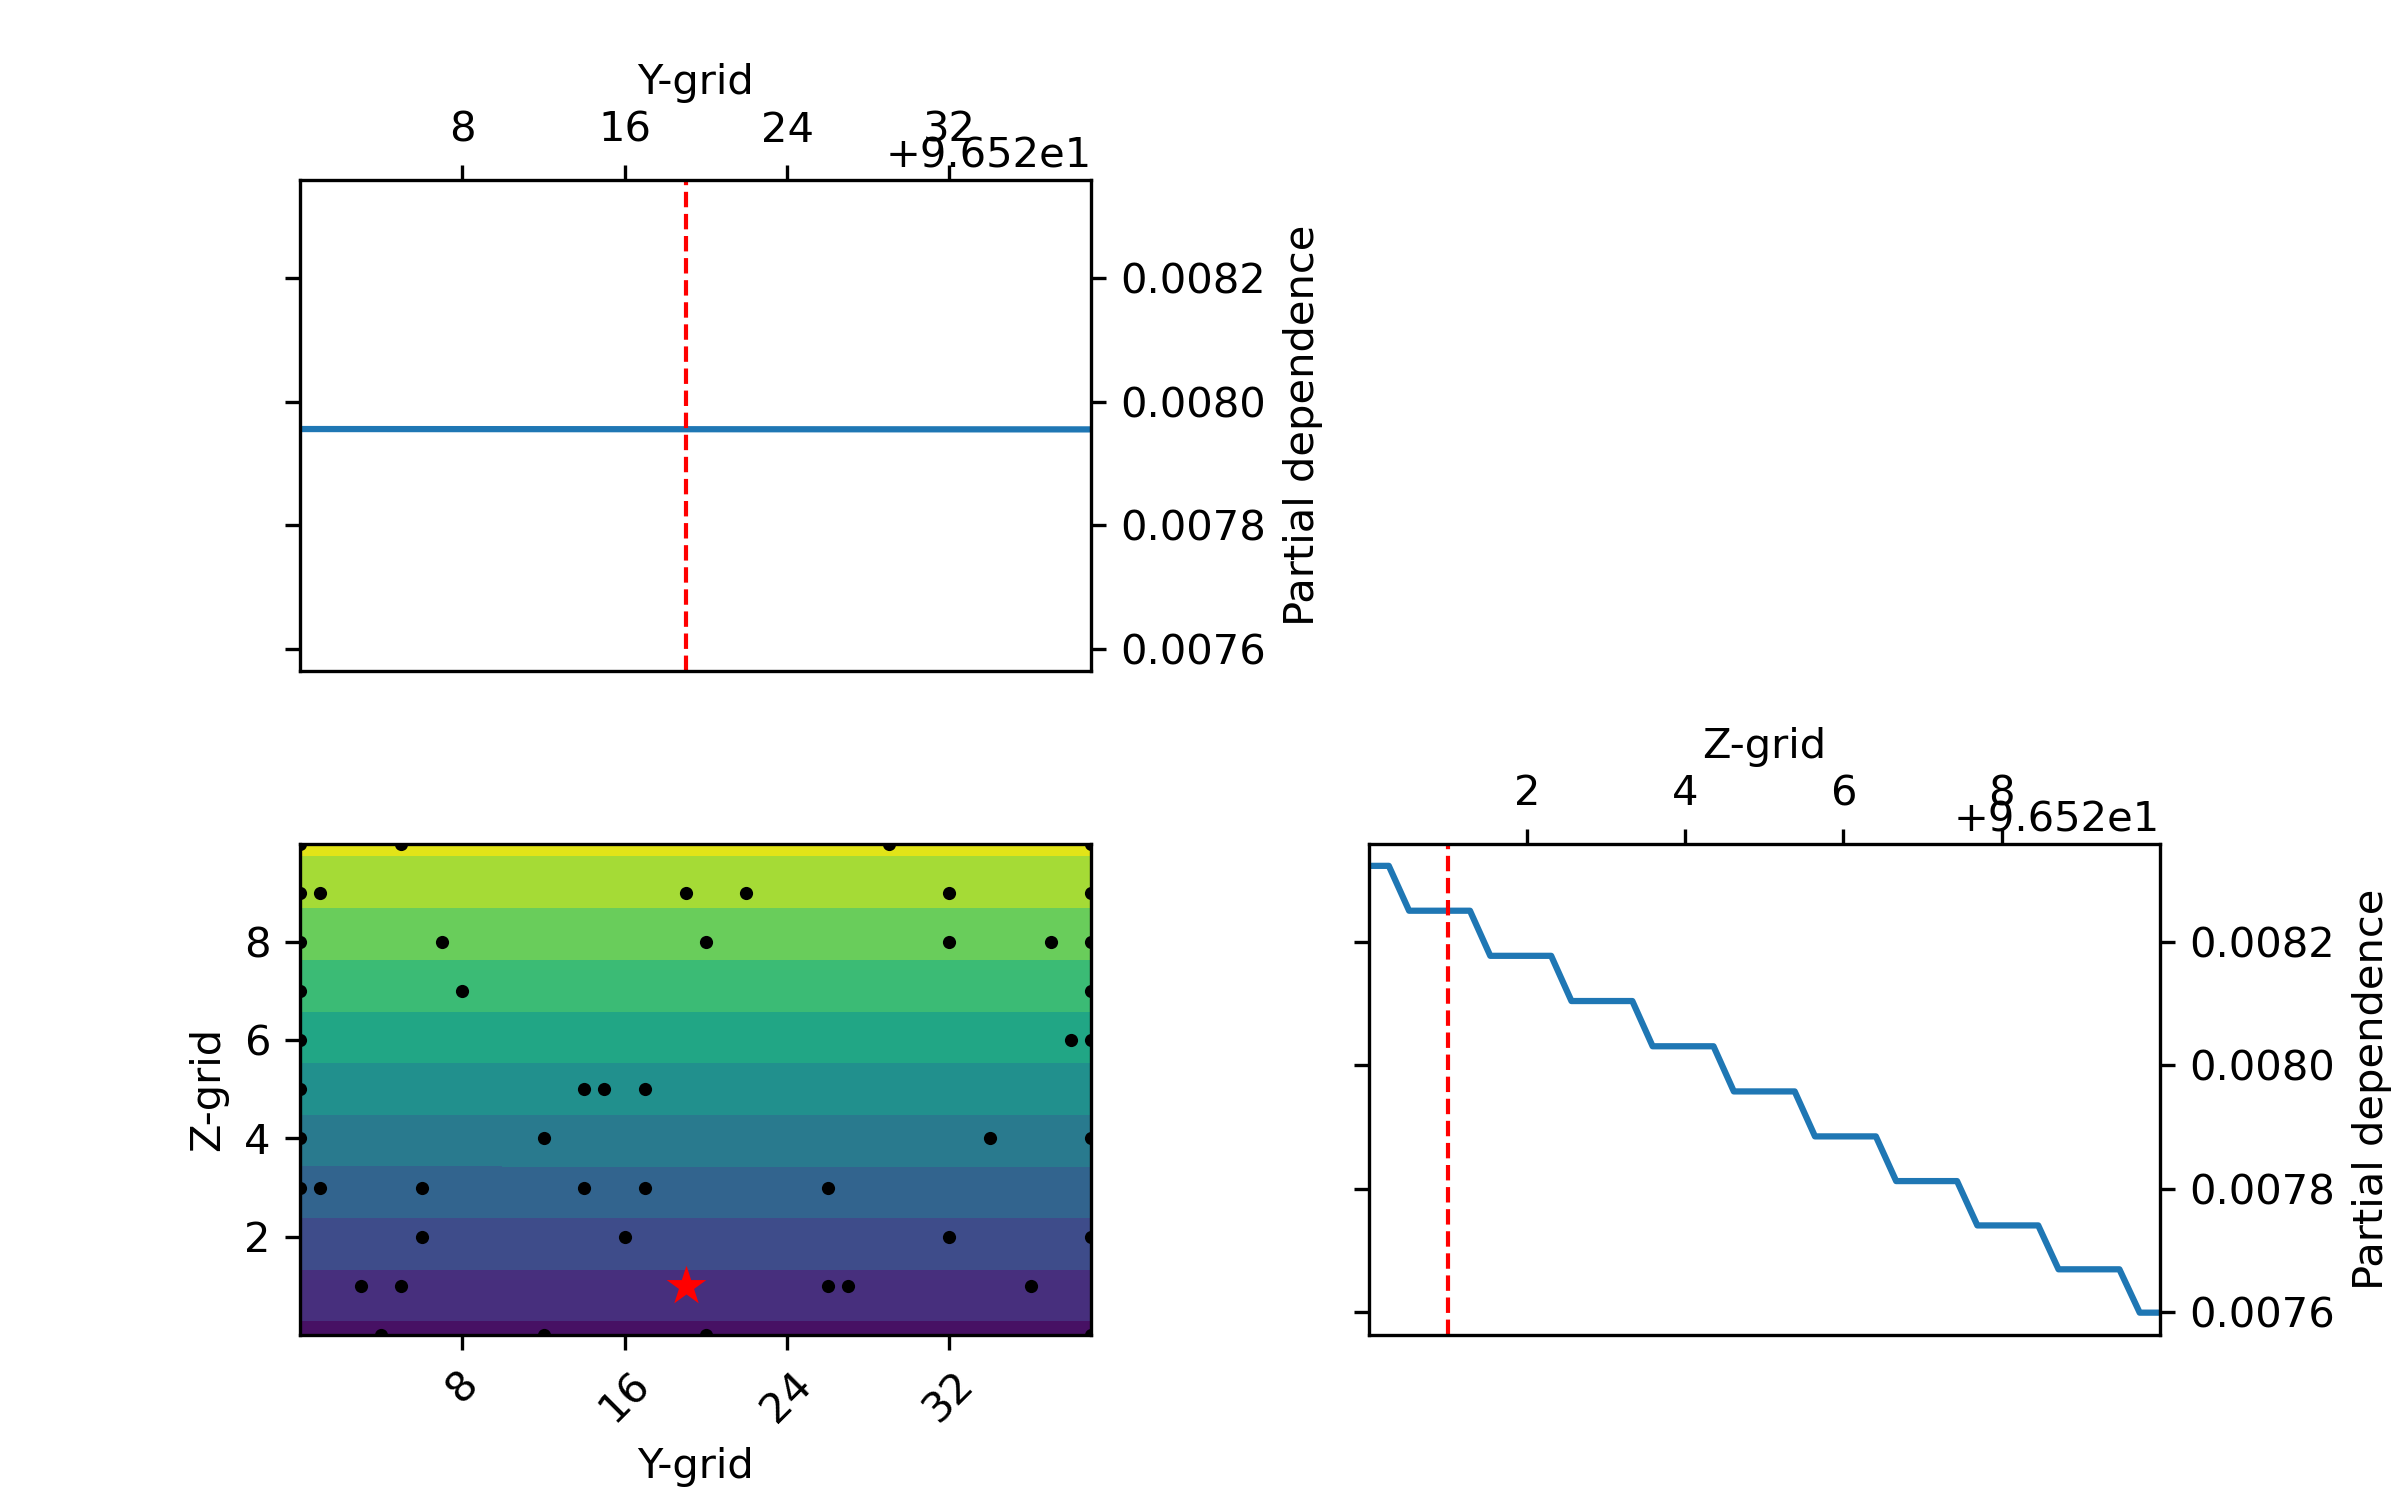 Y-grid
8 16 24 32
+9.652e1
0.0082
0.0080
0.0078
0.0076
Partial dependence
Z-grid
2 4 6 8
+9.652e1
8
6
4
2
Z-grid
8 16 24 32
Y-grid
0.0082
0.0080
0.0078
0.0076
Partial dependence